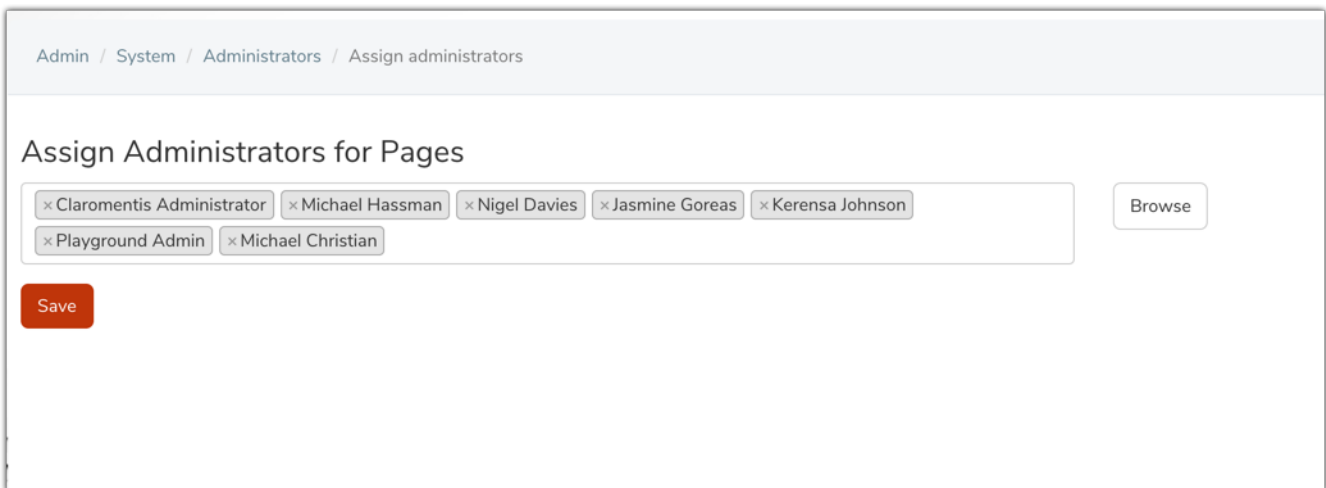 Admin / System / Administrators / Assign administrators
Assign Administrators for Pages
× Claromentis Administrator × Michael Hassman × Nigel Davies × Jasmine Goreas × Kerensa Johnson
Browse
× Playground Admin × Michael Christian
Save